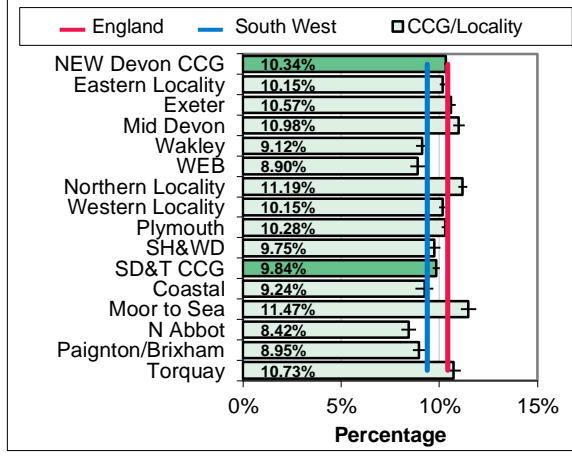 England South West CCG/Locality
NEW Devon CCG 10.34%
Eastern Locality 10.15%
Exeter 10.57%
Mid Devon 10.98%
Wakley 9.12%
WEB 8.90%
Northern Locality 11.19%
Western Locality 10.15%
Plymouth 10.28%
SH&WD 9.75%
SD&T CCG 9.84%
Coastal 9.24%
Moor to Sea 11.47%
N Abbot 8.42%
Paignton/Brixham 8.95%
Torquay 10.73%
0% 5% 10% 15%
Percentage